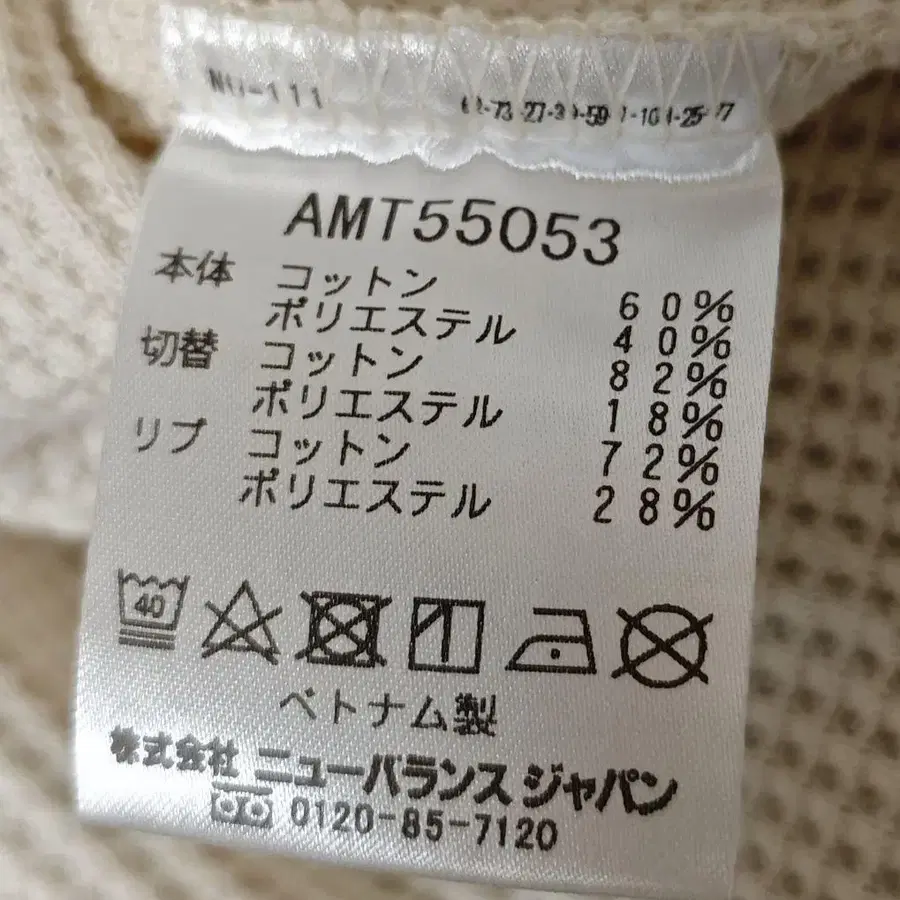 AMT55053
本体 コットン 60%
ポリエステル 40%
切替 コットン 82%
ポリエステル 18%
リブ コットン 72%
ポリエステル 28%
40
ベトナム製
株式会社 ニューバランス ジャパン
0120-85-7120